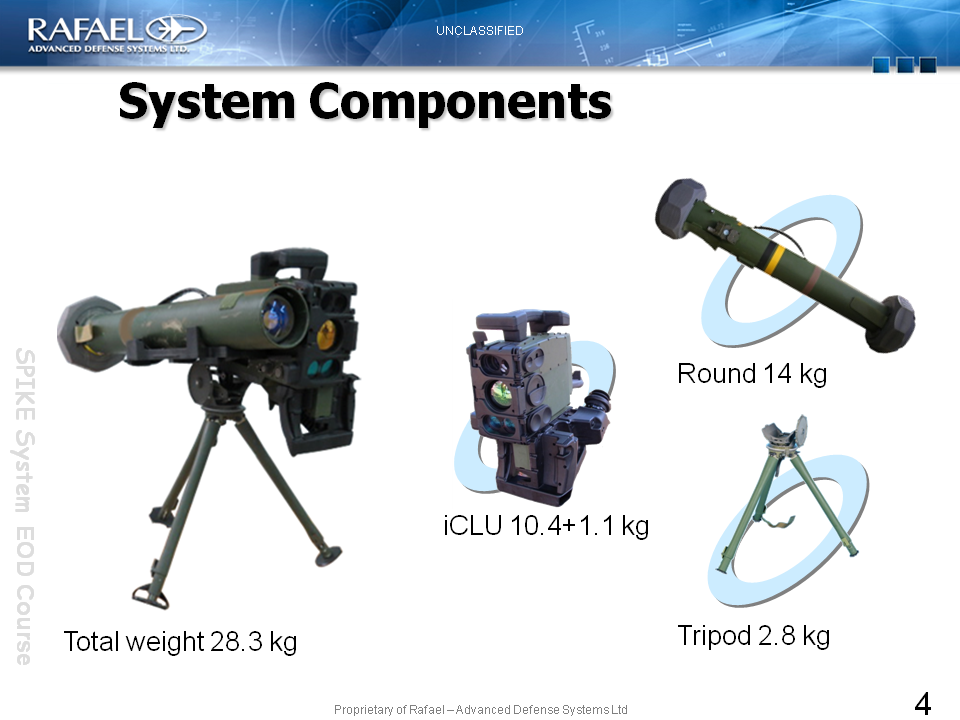 RAFAEL
ADVANCED DEFENSE SYSTEMS LTD.
UNCLASSIFIED
System Components
Round 14 kg
iCLU 10.4+1.1 kg
Tripod 2.8 kg
Total weight 28.3 kg
SPIKE System EOD Course
Proprietary of Rafael – Advanced Defense Systems Ltd
4